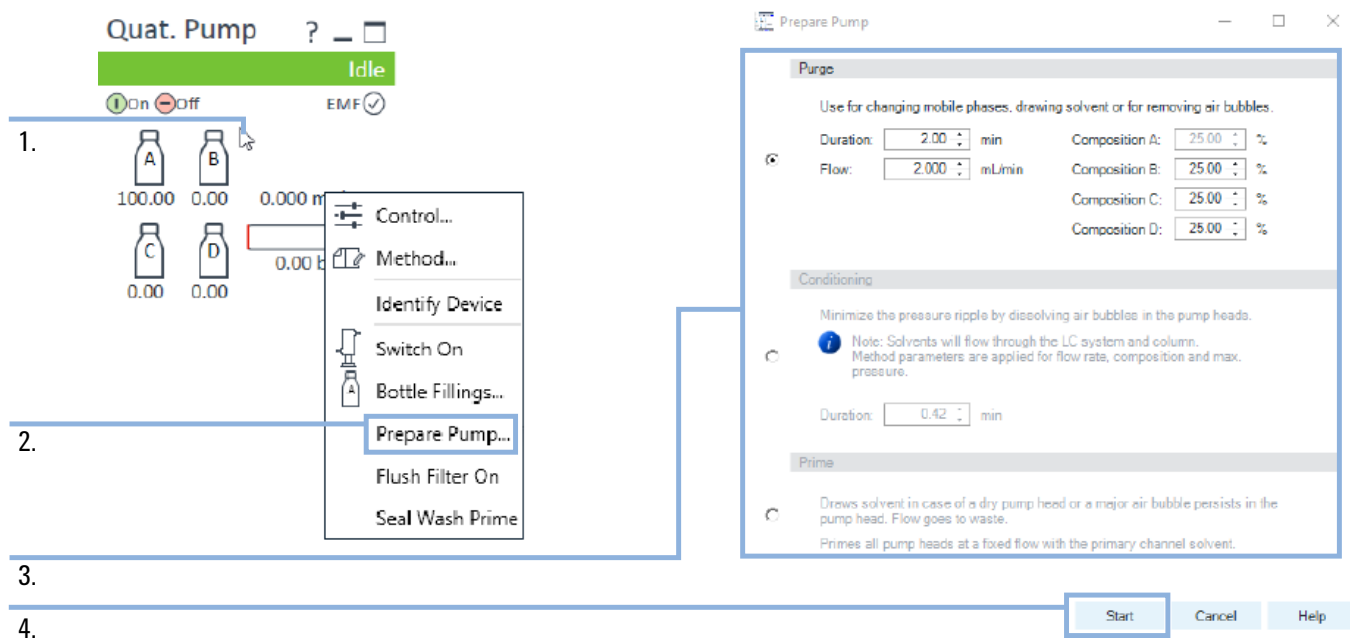 Quat. Pump ?
Idle
On Off EMF
1.
A B
100.00 0.00 0.000 m
C D
0.00 b
0.00 0.00
Control...
Method...
Identify Device
Switch On
A Bottle Fillings...
2.
Prepare Pump...
Flush Filter On
Seal Wash Prime
3.
4.
Prepare Pump
Purge
Use for changing mobile phases, drawing solvent or for removing air bubbles.
Duration: 2.00 min Composition A: 25.00 %
Flow: 2.000 mL/min Composition B: 25.00 %
Composition C: 25.00 %
Composition D: 25.00 %
Conditioning
Minimize the pressure ripple by dissolving air bubbles in the pump heads.
i Note: Solvents will flow through the LC system and column.
Method parameters are applied for flow rate, composition and max.
pressure.
Duration: 0.42 min
Prime
Draws solvent in case of a dry pump head or a major air bubble persists in the
pump head. Flow goes to waste.
Primes all pump heads at a fixed flow with the primary channel solvent.
Start Cancel Help